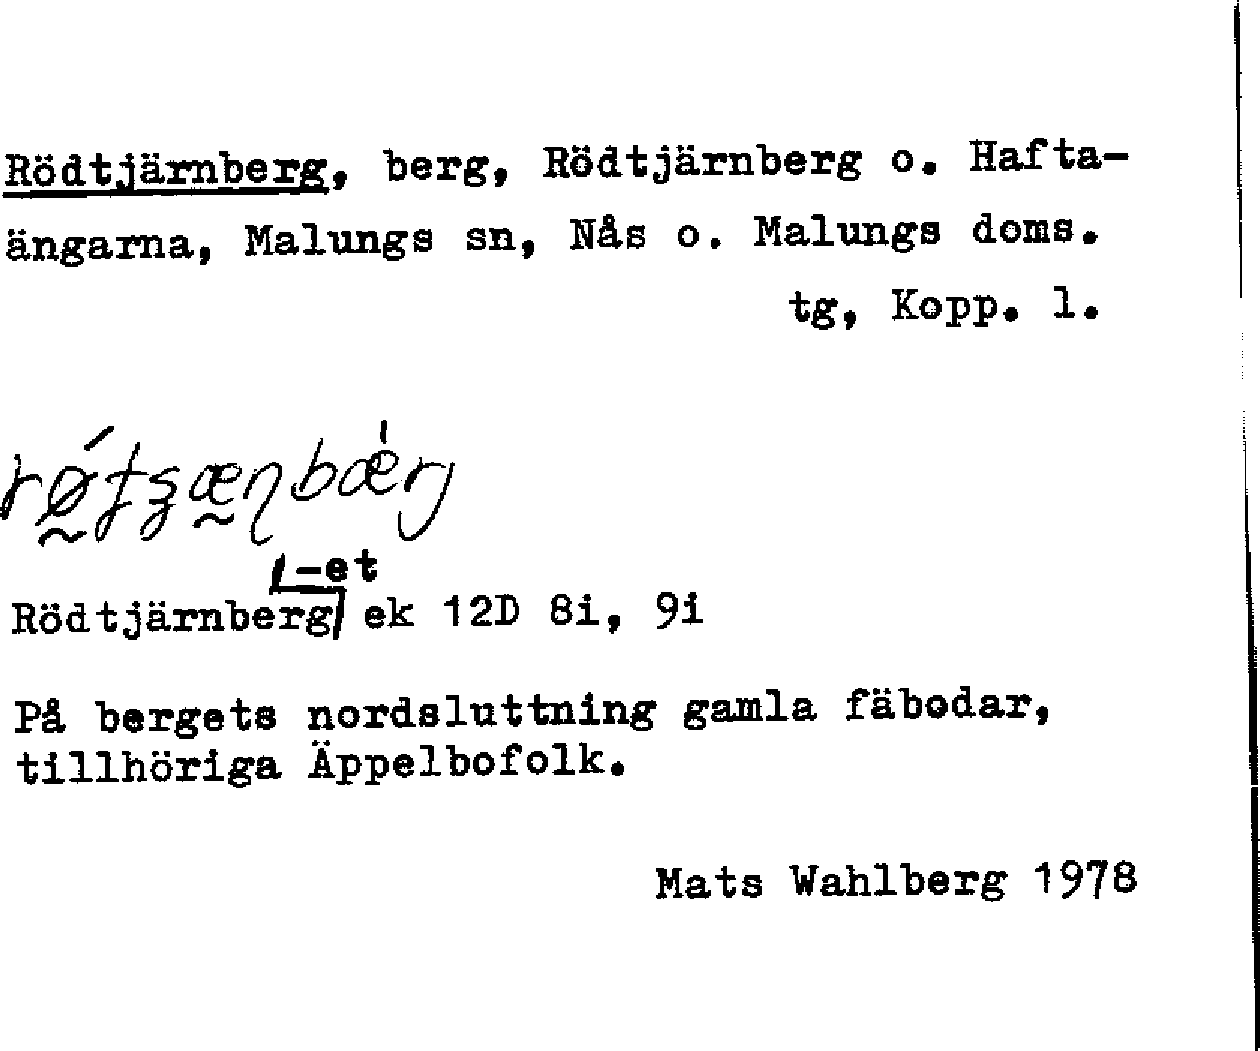 Rödtjärnberg, berg, Rödtjärnberg o. Hafta-
ängarna, Malungs sn, Nås o. Malungs doms.
tg, Kopp. l.
-et
Rödtjärnberg ek 12D 8i, 9i
På bergets nordsluttning gamla fäbodar,
tillhöriga Äppelbofolk.
Mats Wahlberg 1978